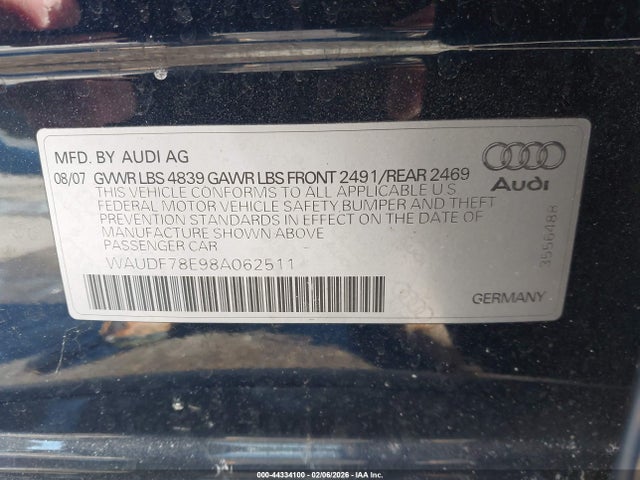 MFD. BY AUDI AG
08/07 GVWR LBS 4839 GAWR LBS FRONT 2491/REAR 2469
THIS VEHICLE CONFORMS TO ALL APPLICABLE U.S
FEDERAL MOTOR VEHICLE SAFETY BUMPER AND THEFT
PREVENTION STANDARDS IN EFFECT ON THE DATE OF
MANUFACTURE SHOWN ABOVE
PASSENGER CAR
WAUDF78E98A062511
Audi
3556488
GERMANY
000-44334100 - 02/06/2026 - IAA Inc.